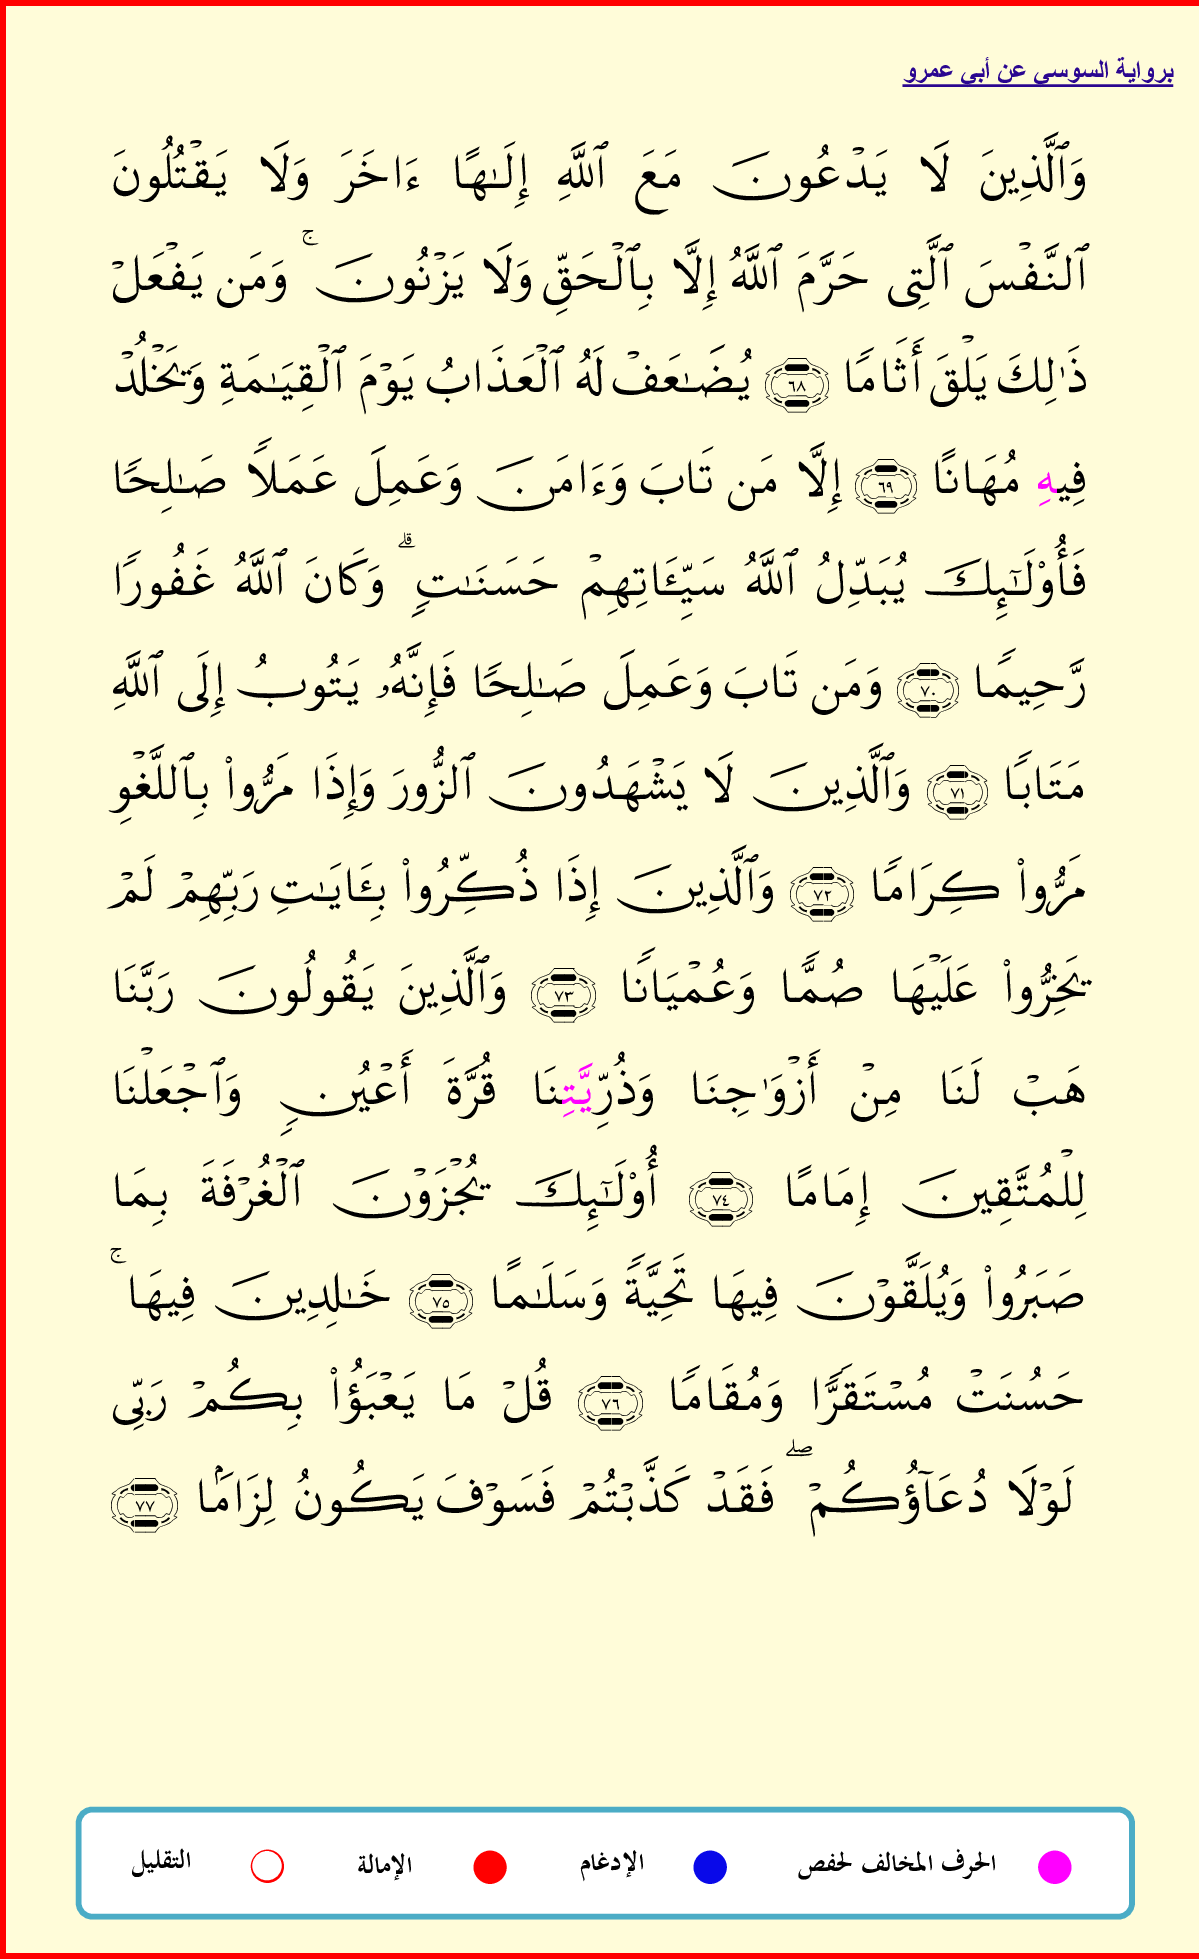 برواية السوسي عن أبي عمرو
وَٱلَّذِينَ لَا يَدْعُونَ مَعَ ٱللَّهِ إِلَـٰهًا ءَاخَرَ وَلَا يَقْتُلُونَ
ٱلنَّفْسَ ٱلَّتِى حَرَّمَ ٱللَّهُ إِلَّا بِٱلْحَقِّ وَلَا يَزْنُونَ ۚ وَمَن يَفْعَلْ
ذَٰلِكَ يَلْقَ أَثَامًا ٦٨ يُضَـٰعَفْ لَهُ ٱلْعَذَابُ يَوْمَ ٱلْقِيَـٰمَةِ وَيَخْلُدْ
فِيهِ مُهَانًا ٦٩ إِلَّا مَن تَابَ وَءَامَنَ وَعَمِلَ عَمَلًا صَـٰلِحًا
فَأُو۟لَـٰٓئِكَ يُبَدِّلُ ٱللَّهُ سَيِّـَٔاتِهِمْ حَسَنَـٰتٍ ۗ وَكَانَ ٱللَّهُ غَفُورًا
رَّحِيمًا ٧٠ وَمَن تَابَ وَعَمِلَ صَـٰلِحًا فَإِنَّهُۥ يَتُوبُ إِلَى ٱللَّهِ
مَتَابًا ٧١ وَٱلَّذِينَ لَا يَشْهَدُونَ ٱلزُّورَ وَإِذَا مَرُّوا۟ بِٱللَّغْوِ
مَرُّوا۟ كِرَامًا ٧٢ وَٱلَّذِينَ إِذَا ذُكِّرُوا۟ بِـَٔايَـٰتِ رَبِّهِمْ لَمْ
يَخِرُّوا۟ عَلَيْهَا صُمًّا وَعُمْيَانًا ٧٣ وَٱلَّذِينَ يَقُولُونَ رَبَّنَا
هَبْ لَنَا مِنْ أَزْوَٰجِنَا وَذُرِّيَّتِنَا قُرَّةَ أَعْيُنٍ وَٱجْعَلْنَا
لِلْمُتَّقِينَ إِمَامًا ٧٤ أُو۟لَـٰٓئِكَ يُجْزَوْنَ ٱلْغُرْفَةَ بِمَا
صَبَرُوا۟ وَيُلَقَّوْنَ فِيهَا تَحِيَّةً وَسَلَـٰمًا ٧٥ خَـٰلِدِينَ فِيهَا ۚ
حَسُنَتْ مُسْتَقَرًّا وَمُقَامًا ٧٦ قُلْ مَا يَعْبَؤُا۟ بِكُمْ رَبِّى
لَوْلَا دُعَآؤُكُمْ ۖ فَقَدْ كَذَّبْتُمْ فَسَوْفَ يَكُونُ لِزَامًۢا ٧٧
الحرف المخالف لحفص الإدغام الإمالة التقليل